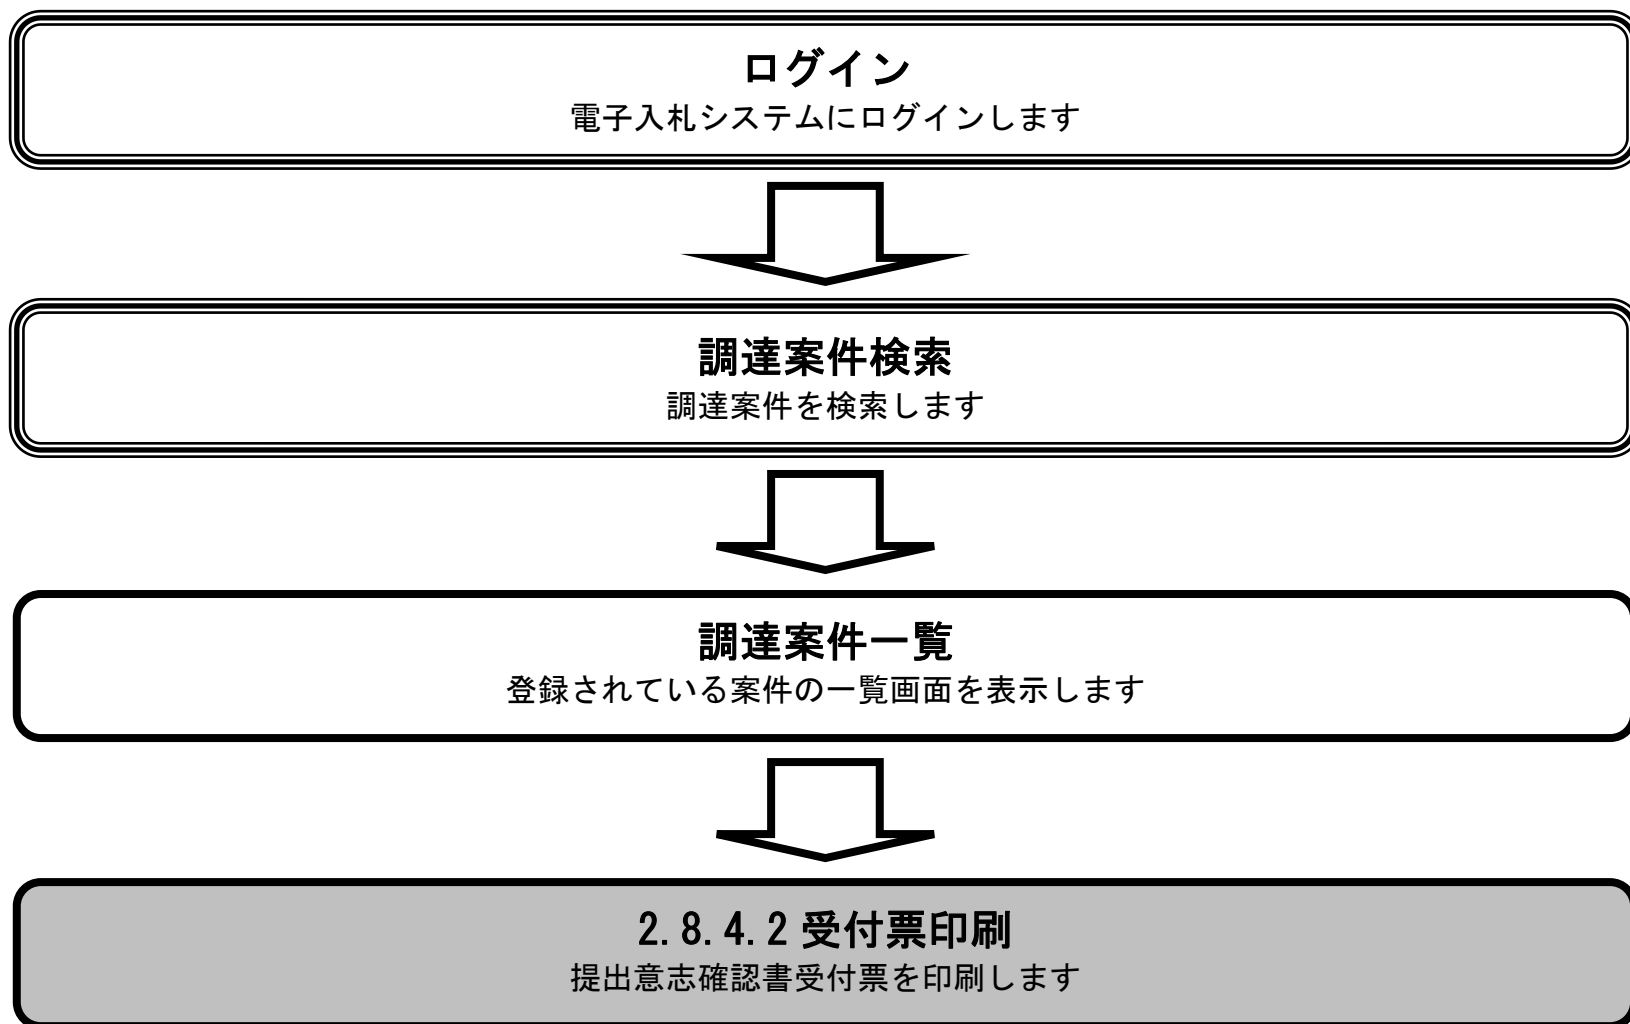 ログイン
電子入札システムにログインします
調達案件検索
調達案件を検索します
調達案件一覧
登録されている案件の一覧画面を表示します
2.8.4.2 受付票印刷
提出意志確認書受付票を印刷します